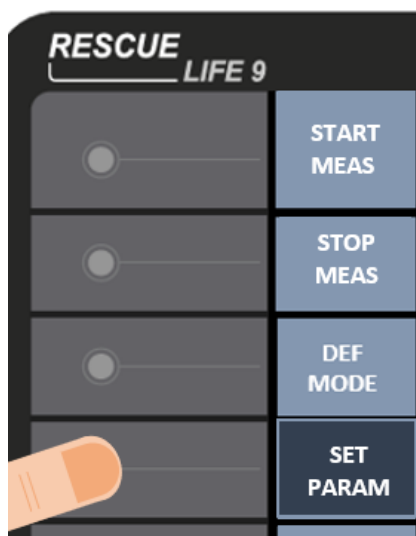 RESCUE
LIFE 9
START
MEAS
STOP
MEAS
DEF
MODE
SET
PARAM